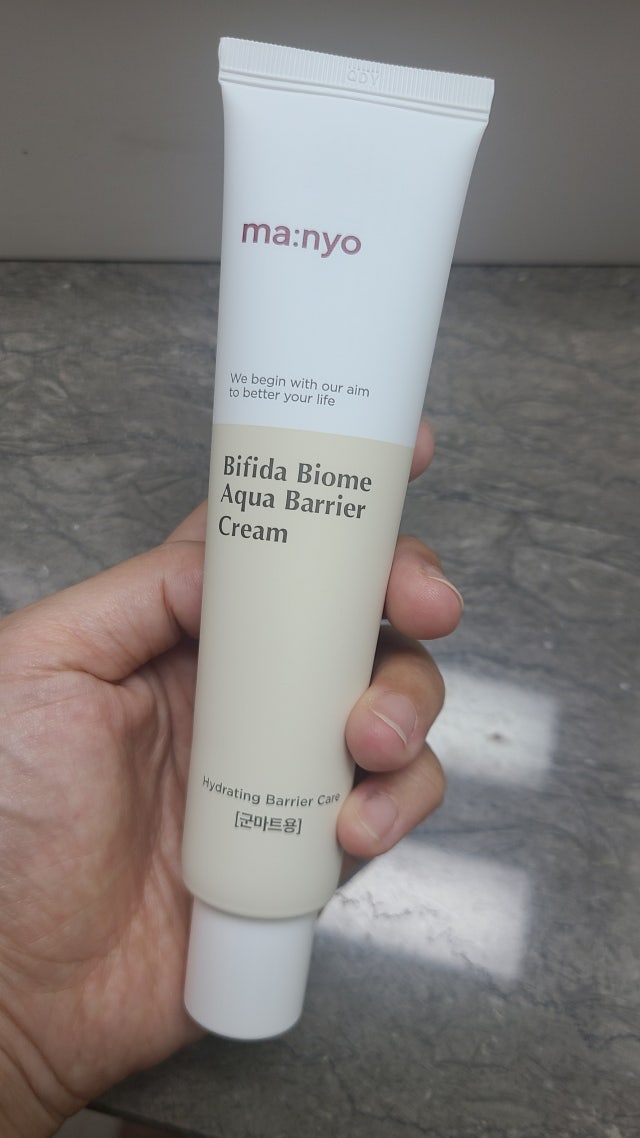 ma:nyo
We begin with our aim
to better your life
Bifida Biome
Aqua Barrier
Cream
Hydrating Barrier Care
[군마트용]